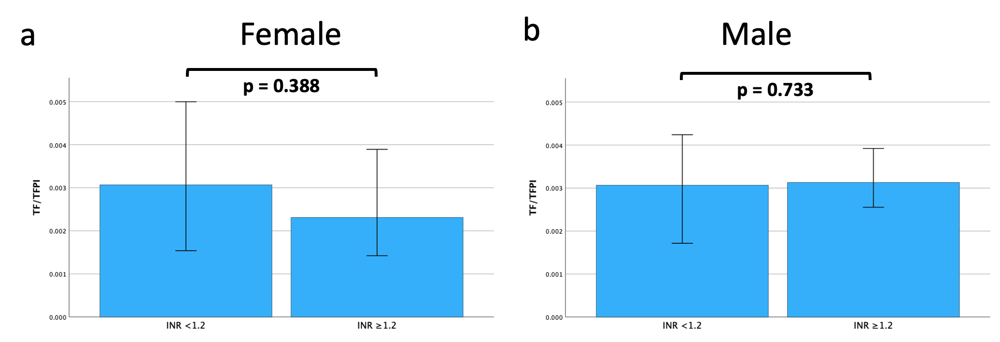 a
Female
p = 0.388
0.005
0.004
0.003
0.002
0.001
0.000
TF/TFPI
INR <1.2
INR ≥1.2
b
Male
p = 0.733
0.005
0.004
0.003
0.002
0.001
0.000
TF/TFPI
INR <1.2
INR ≥1.2